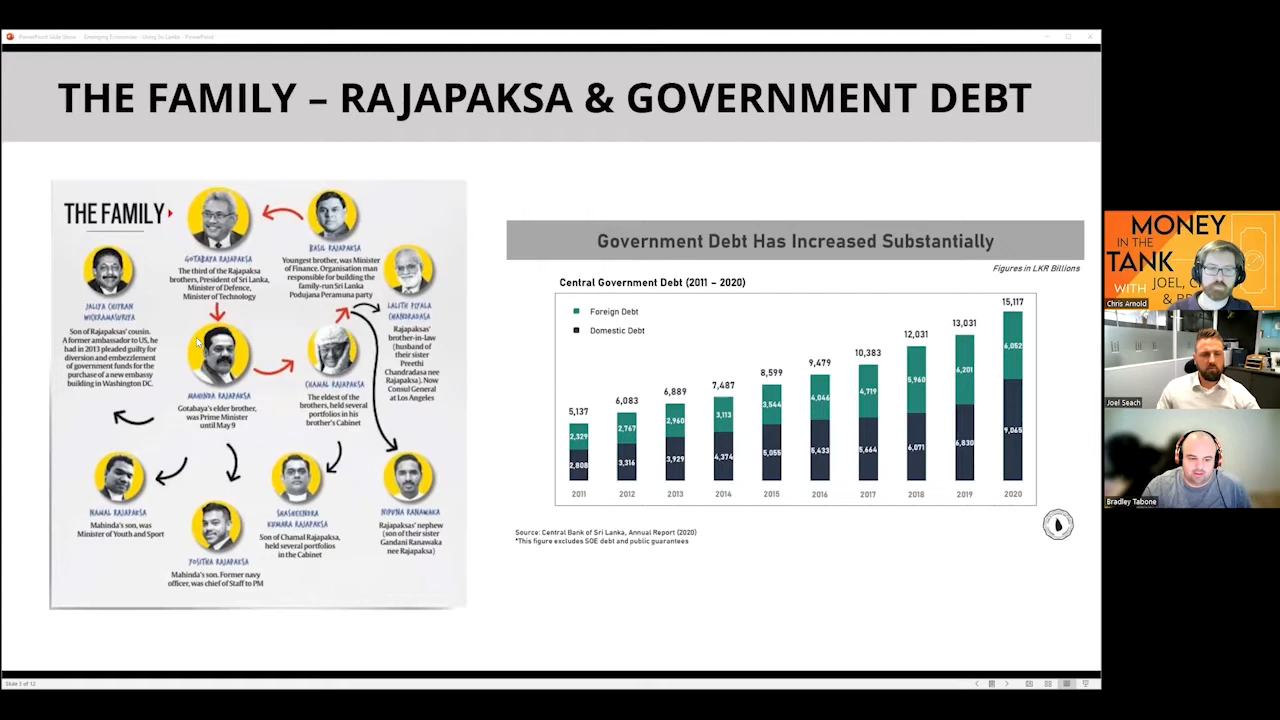 PowerPoint Slide Show - Emerging Economies - Using Sri Lanka - PowerPoint
THE FAMILY – RAJAPAKSA & GOVERNMENT DEBT
THE FAMILY
GOTABAYA RAJAPAKSA
The third of the Rajapaksa
brothers, President of Sri Lanka,
Minister of Defence,
Minister of Technology
BASIL RAJAPAKSA
Youngest brother, was Minister
of Finance. Organisation man
responsible for building the
family-run Sri Lanka
Podujana Peramuna party
JALIYA CHITRAN
WICKRAMASURIYA
Son of Rajapaksas' cousin.
A former ambassador to US, he
had in 2013 pleaded guilty for
diversion and embezzlement
of government funds for the
purchase of a new embassy
building in Washington DC.
LALITH PIYALA
CHANDRADASA
Rajapaksas'
brother-in-law
(husband of
their sister
Preethi
Chandradasa nee
Rajapaksa). Now
Consul General
at Los Angeles
MAHINDA RAJAPAKSA
Gotabaya's elder brother,
was Prime Minister
until May 9
CHAMAL RAJAPAKSA
The eldest of the
brothers, held several
portfolios in his
brother's Cabinet
NAMAL RAJAPAKSA
Mahinda's son, was
Minister of Youth and Sport
YOSITHA RAJAPAKSA
Mahinda's son. Former navy
officer, was chief of Staff to PM
SHASHEENDRA
KUMARA RAJAPAKSA
Son of Chamal Rajapaksa,
held several portfolios
in the Cabinet
NIPUNA RANAWAKA
Rajapaksas' nephew
(son of their sister
Gandani Ranawaka
nee Rajapaksa)
Government Debt Has Increased Substantially
Figures in LKR Billions
Central Government Debt (2011 – 2020)
Foreign Debt
Domestic Debt
5,137 6,083 6,889 7,487 8,599 9,479 10,383 12,031 13,031 15,117
2,329 2,767 2,960 3,113 3,544 4,046 4,719 5,960 6,201 6,052
2,808 3,316 3,929 4,374 5,055 5,433 5,664 6,071 6,830 9,065
2011 2012 2013 2014 2015 2016 2017 2018 2019 2020
Source: Central Bank of Sri Lanka, Annual Report (2020)
*This figure excludes SOE debt and public guarantees
Slide 3 of 12
MONEY
IN THE
TANK
WITH JOEL, C
& B
Chris Arnold
Joel Seach
Bradley Tabone